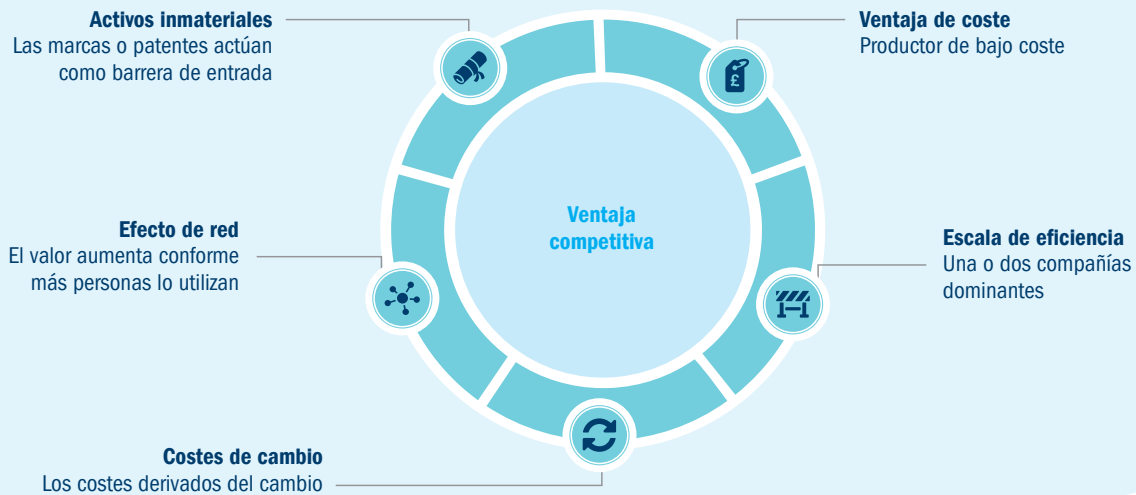 Activos inmateriales
Las marcas o patentes actúan
como barrera de entrada
Ventaja de coste
Productor de bajo coste
£
Efecto de red
El valor aumenta conforme
más personas lo utilizan
Ventaja
competitiva
Escala de eficiencia
Una o dos compañías
dominantes
Costes de cambio
Los costes derivados del cambio